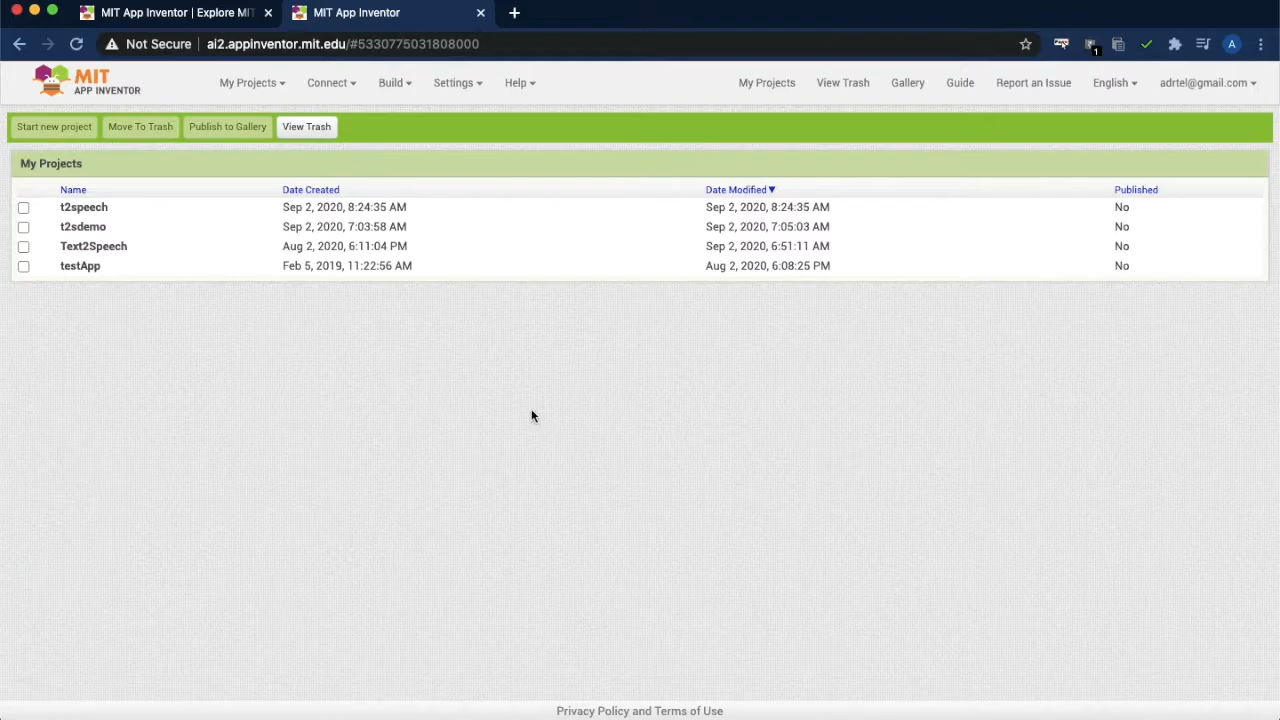 MIT App Inventor | Explore MIT
MIT App Inventor
Not Secure ai2.appinventor.mit.edu/#5330775031808000
1
A
MIT
APP INVENTOR
My Projects Connect Build Settings Help My Projects View Trash Gallery Guide Report an Issue English adrtel@gmail.com
Start new project Move To Trash Publish to Gallery View Trash
My Projects
Name Date Created Date Modified Published
t2speech Sep 2, 2020, 8:24:35 AM Sep 2, 2020, 8:24:35 AM No
t2sdemo Sep 2, 2020, 7:03:58 AM Sep 2, 2020, 7:05:03 AM No
Text2Speech Aug 2, 2020, 6:11:04 PM Sep 2, 2020, 6:51:11 AM No
testApp Feb 5, 2019, 11:22:56 AM Aug 2, 2020, 6:08:25 PM No
Privacy Policy and Terms of Use